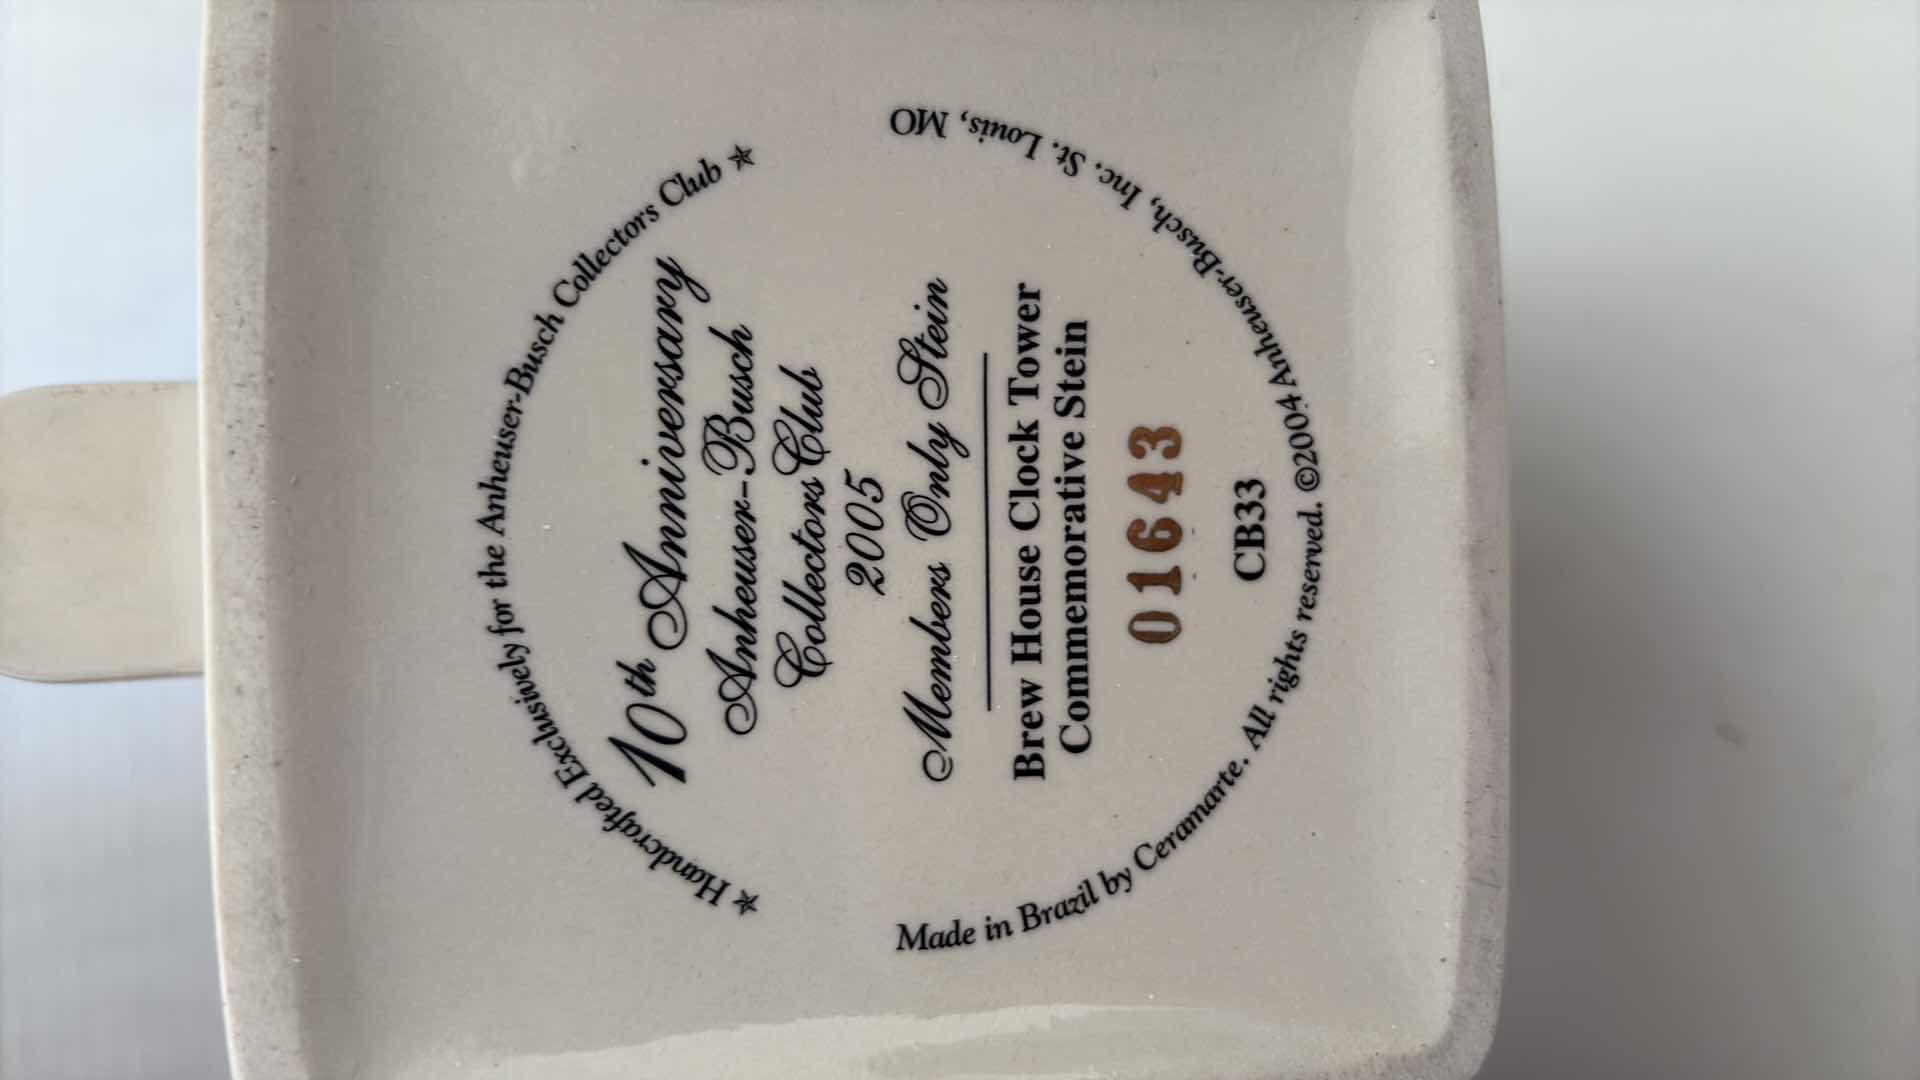 ★ Handcrafted Exclusively for the Anheuser-Busch Collectors Club ★
10th Anniversary
Anheuser-Busch
Collectors Club
2005
Members Only Stein
Brew House Clock Tower
Commemorative Stein
01643
CB33
Made in Brazil by Ceramarte. All rights reserved. ©2004 Anheuser-Busch, Inc. St. Louis, MO